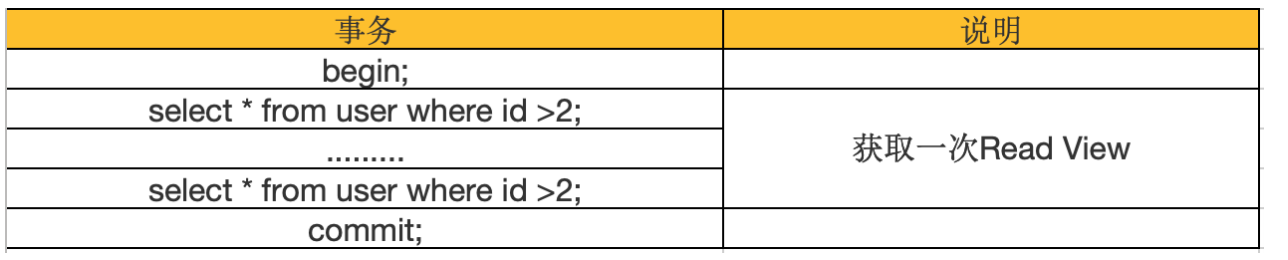 事务 说明
begin;
select * from user where id >2;
获取一次Read View
.........
select * from user where id >2;
commit;